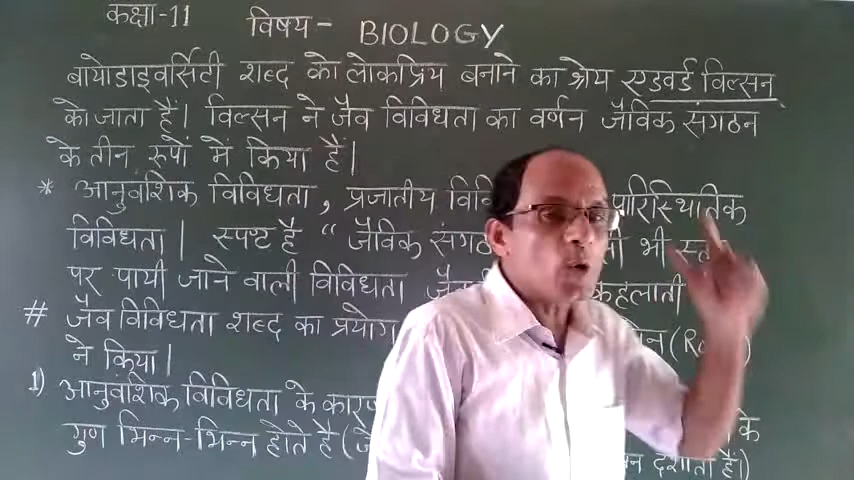 कक्षा-11 विषय- BIOLOGY
बायोडाइवर्सिटी शब्द को लोकप्रिय बनाने का श्रेय एडवर्ड विल्सन
को जाता है। विल्सन ने जैव विविधता का वर्णन जैविक संगठन
के तीन रूपों में किया है।
* आनुवंशिक विविधता, प्रजातीय पारिस्थितिक
विविधता। स्पष्ट है "जैविक भी
पर पायी जाने वाली विविधता कहलाती
# जैव विविधता शब्द का प्रयोग
ने किया।
1) आनुवंशिक विविधता के के
गुण भिन्न-भिन्न होते है ( दर्शाता है।)